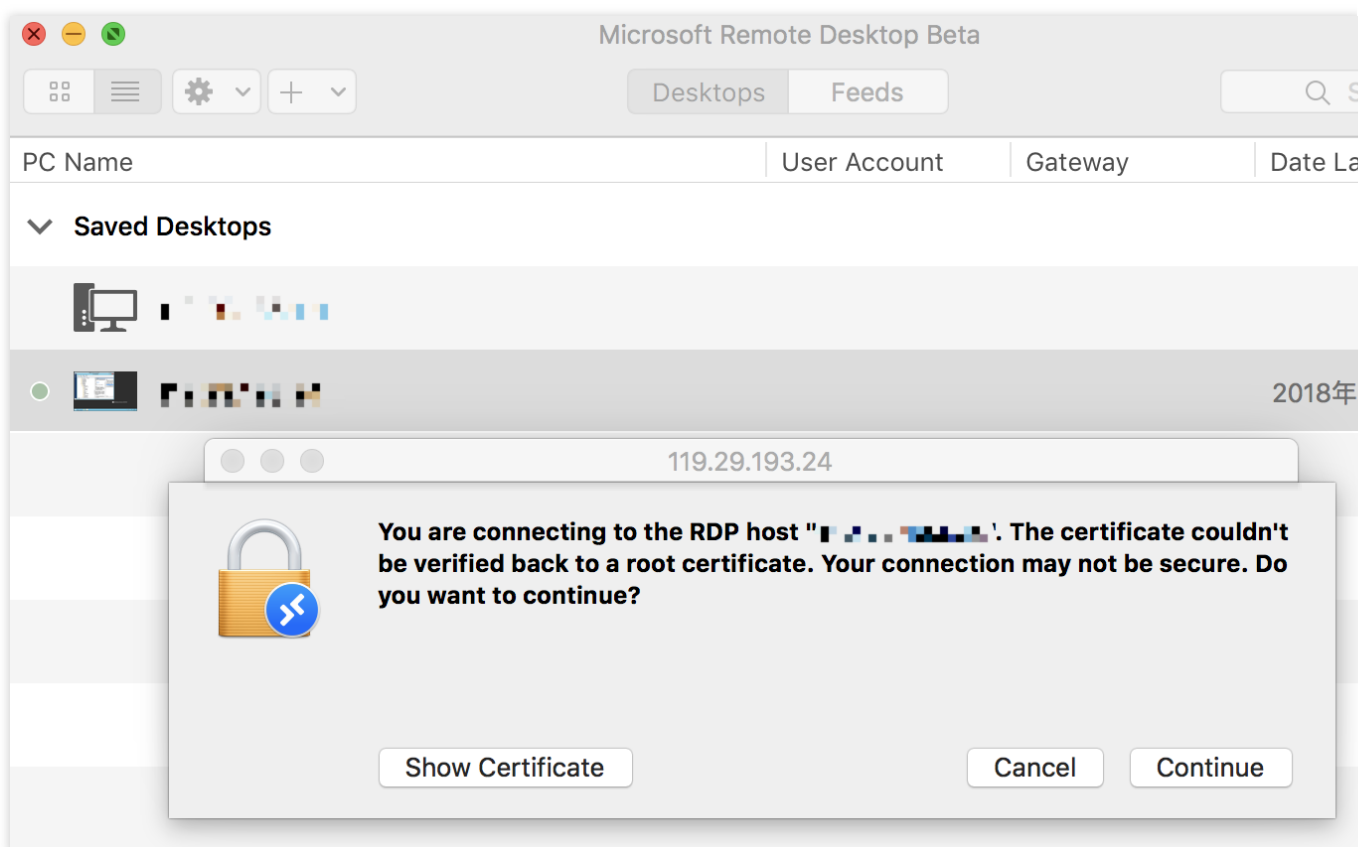 Microsoft Remote Desktop Beta
Desktops Feeds
PC Name User Account Gateway Date La
Saved Desktops
2018年
119.29.193.24
You are connecting to the RDP host " '. The certificate couldn't
be verified back to a root certificate. Your connection may not be secure. Do
you want to continue?
Show Certificate Cancel Continue